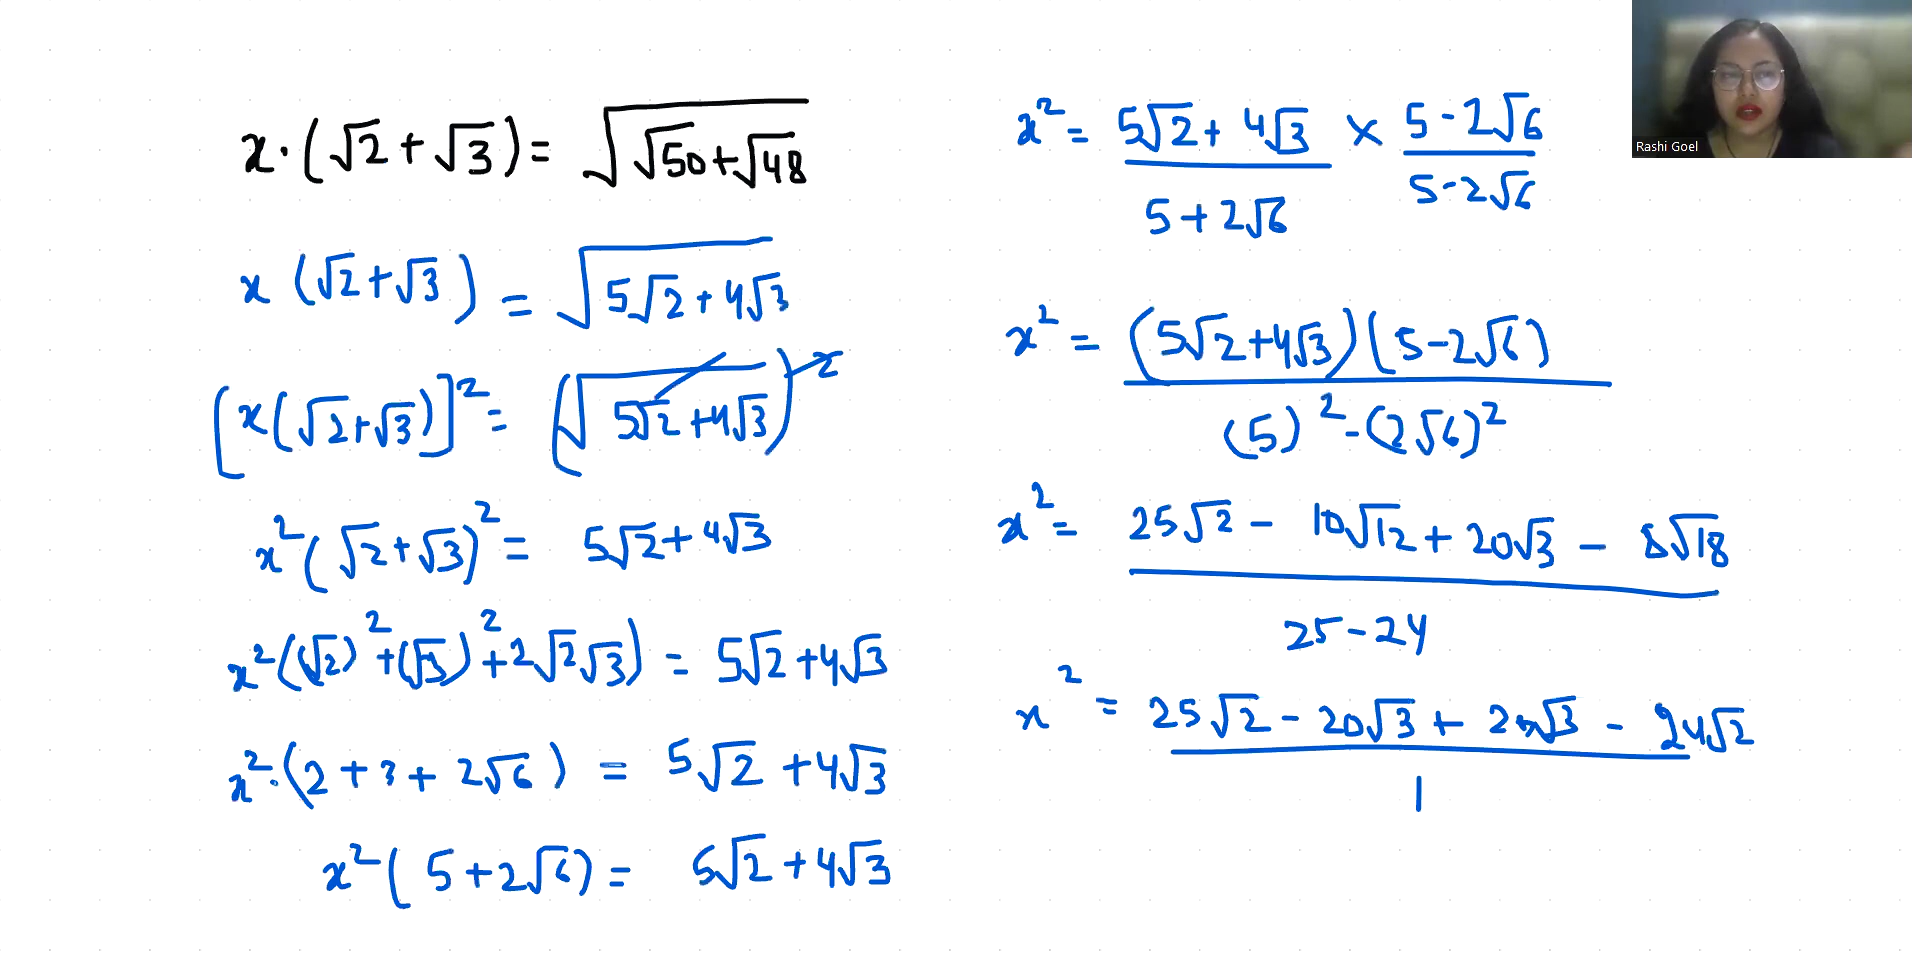 x·(√2 + √3) = √(√50 + √48)
x (√2 + √3) = √(5√2 + 4√3)
[x(√2+√3)]² = (√(5√2 + 4√3))²
x²(√2 + √3)² = 5√2 + 4√3
x²((√2)² + (√3)² + 2√2√3) = 5√2 + 4√3
x²·(2 + 3 + 2√6) = 5√2 + 4√3
x²(5 + 2√6) = 5√2 + 4√3
x² = (5√2 + 4√3)/(5 + 2√6) × (5 - 2√6)/(5 - 2√6)
x² = (5√2 + 4√3)(5 - 2√6)/((5)² - (2√6)²)
x² = (25√2 - 10√12 + 20√3 - 8√18)/(25 - 24)
x² = (25√2 - 20√3 + 20√3 - 24√2)/1
Rashi Goel